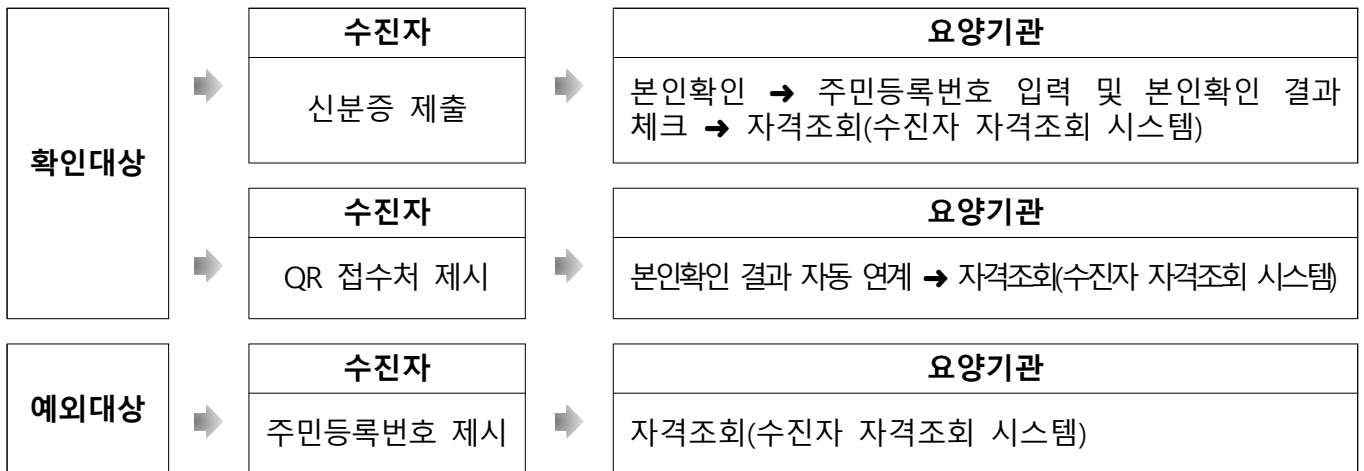 확인대상
수진자
신분증 제출
요양기관
본인확인 ➜ 주민등록번호 입력 및 본인확인 결과
체크 ➜ 자격조회(수진자 자격조회 시스템)
수진자
QR 접수처 제시
요양기관
본인확인 결과 자동 연계 ➜ 자격조회(수진자 자격조회 시스템)
예외대상
수진자
주민등록번호 제시
요양기관
자격조회(수진자 자격조회 시스템)